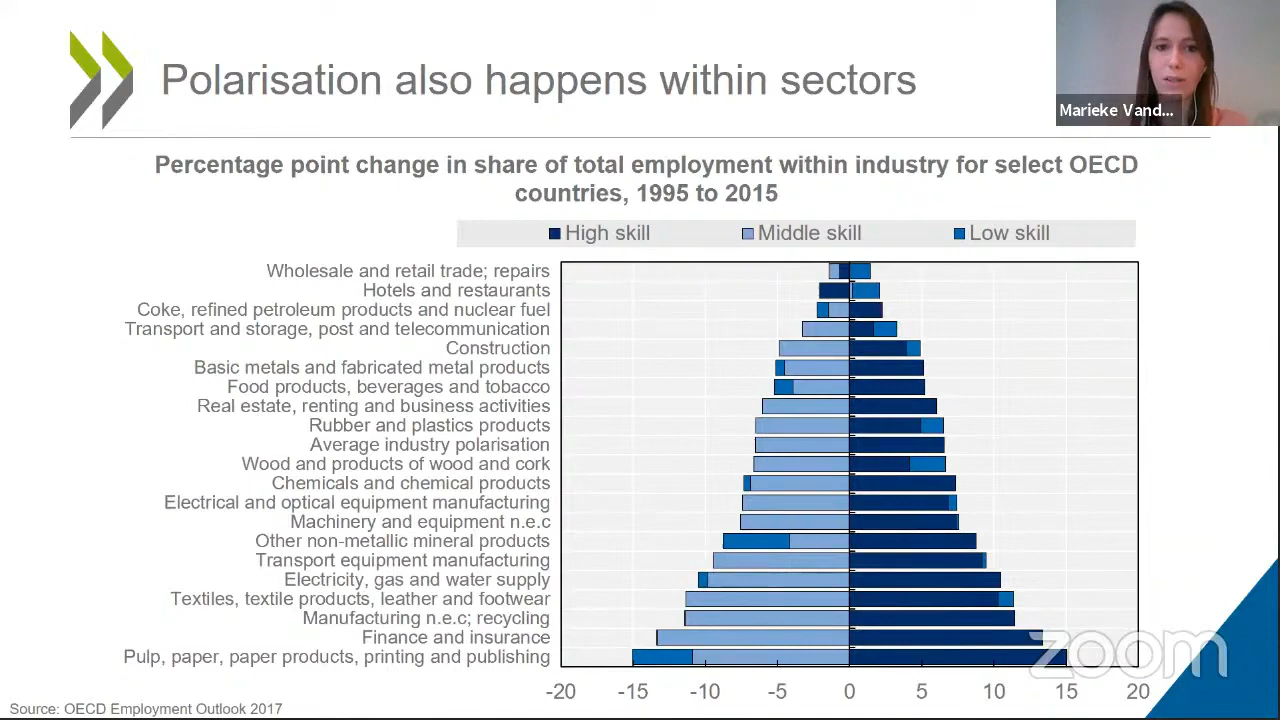 Polarisation also happens within sectors
Marieke Vand...
Percentage point change in share of total employment within industry for select OECD
countries, 1995 to 2015
High skill Middle skill Low skill
Wholesale and retail trade; repairs
Hotels and restaurants
Coke, refined petroleum products and nuclear fuel
Transport and storage, post and telecommunication
Construction
Basic metals and fabricated metal products
Food products, beverages and tobacco
Real estate, renting and business activities
Rubber and plastics products
Average industry polarisation
Wood and products of wood and cork
Chemicals and chemical products
Electrical and optical equipment manufacturing
Machinery and equipment n.e.c
Other non-metallic mineral products
Transport equipment manufacturing
Electricity, gas and water supply
Textiles, textile products, leather and footwear
Manufacturing n.e.c; recycling
Finance and insurance
Pulp, paper, paper products, printing and publishing
-20 -15 -10 -5 0 5 10 15 20
zoom
Source: OECD Employment Outlook 2017